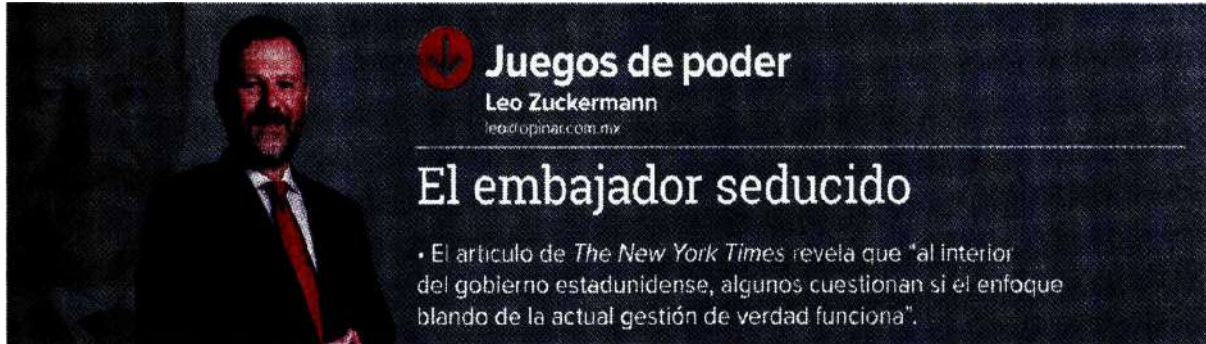 Juegos de poder
Leo Zuckermann
leo@opinar.com.mx
El embajador seducido
• El artículo de The New York Times revela que "al interior
del gobierno estadunidense, algunos cuestionan si el enfoque
blando de la actual gestión de verdad funciona".